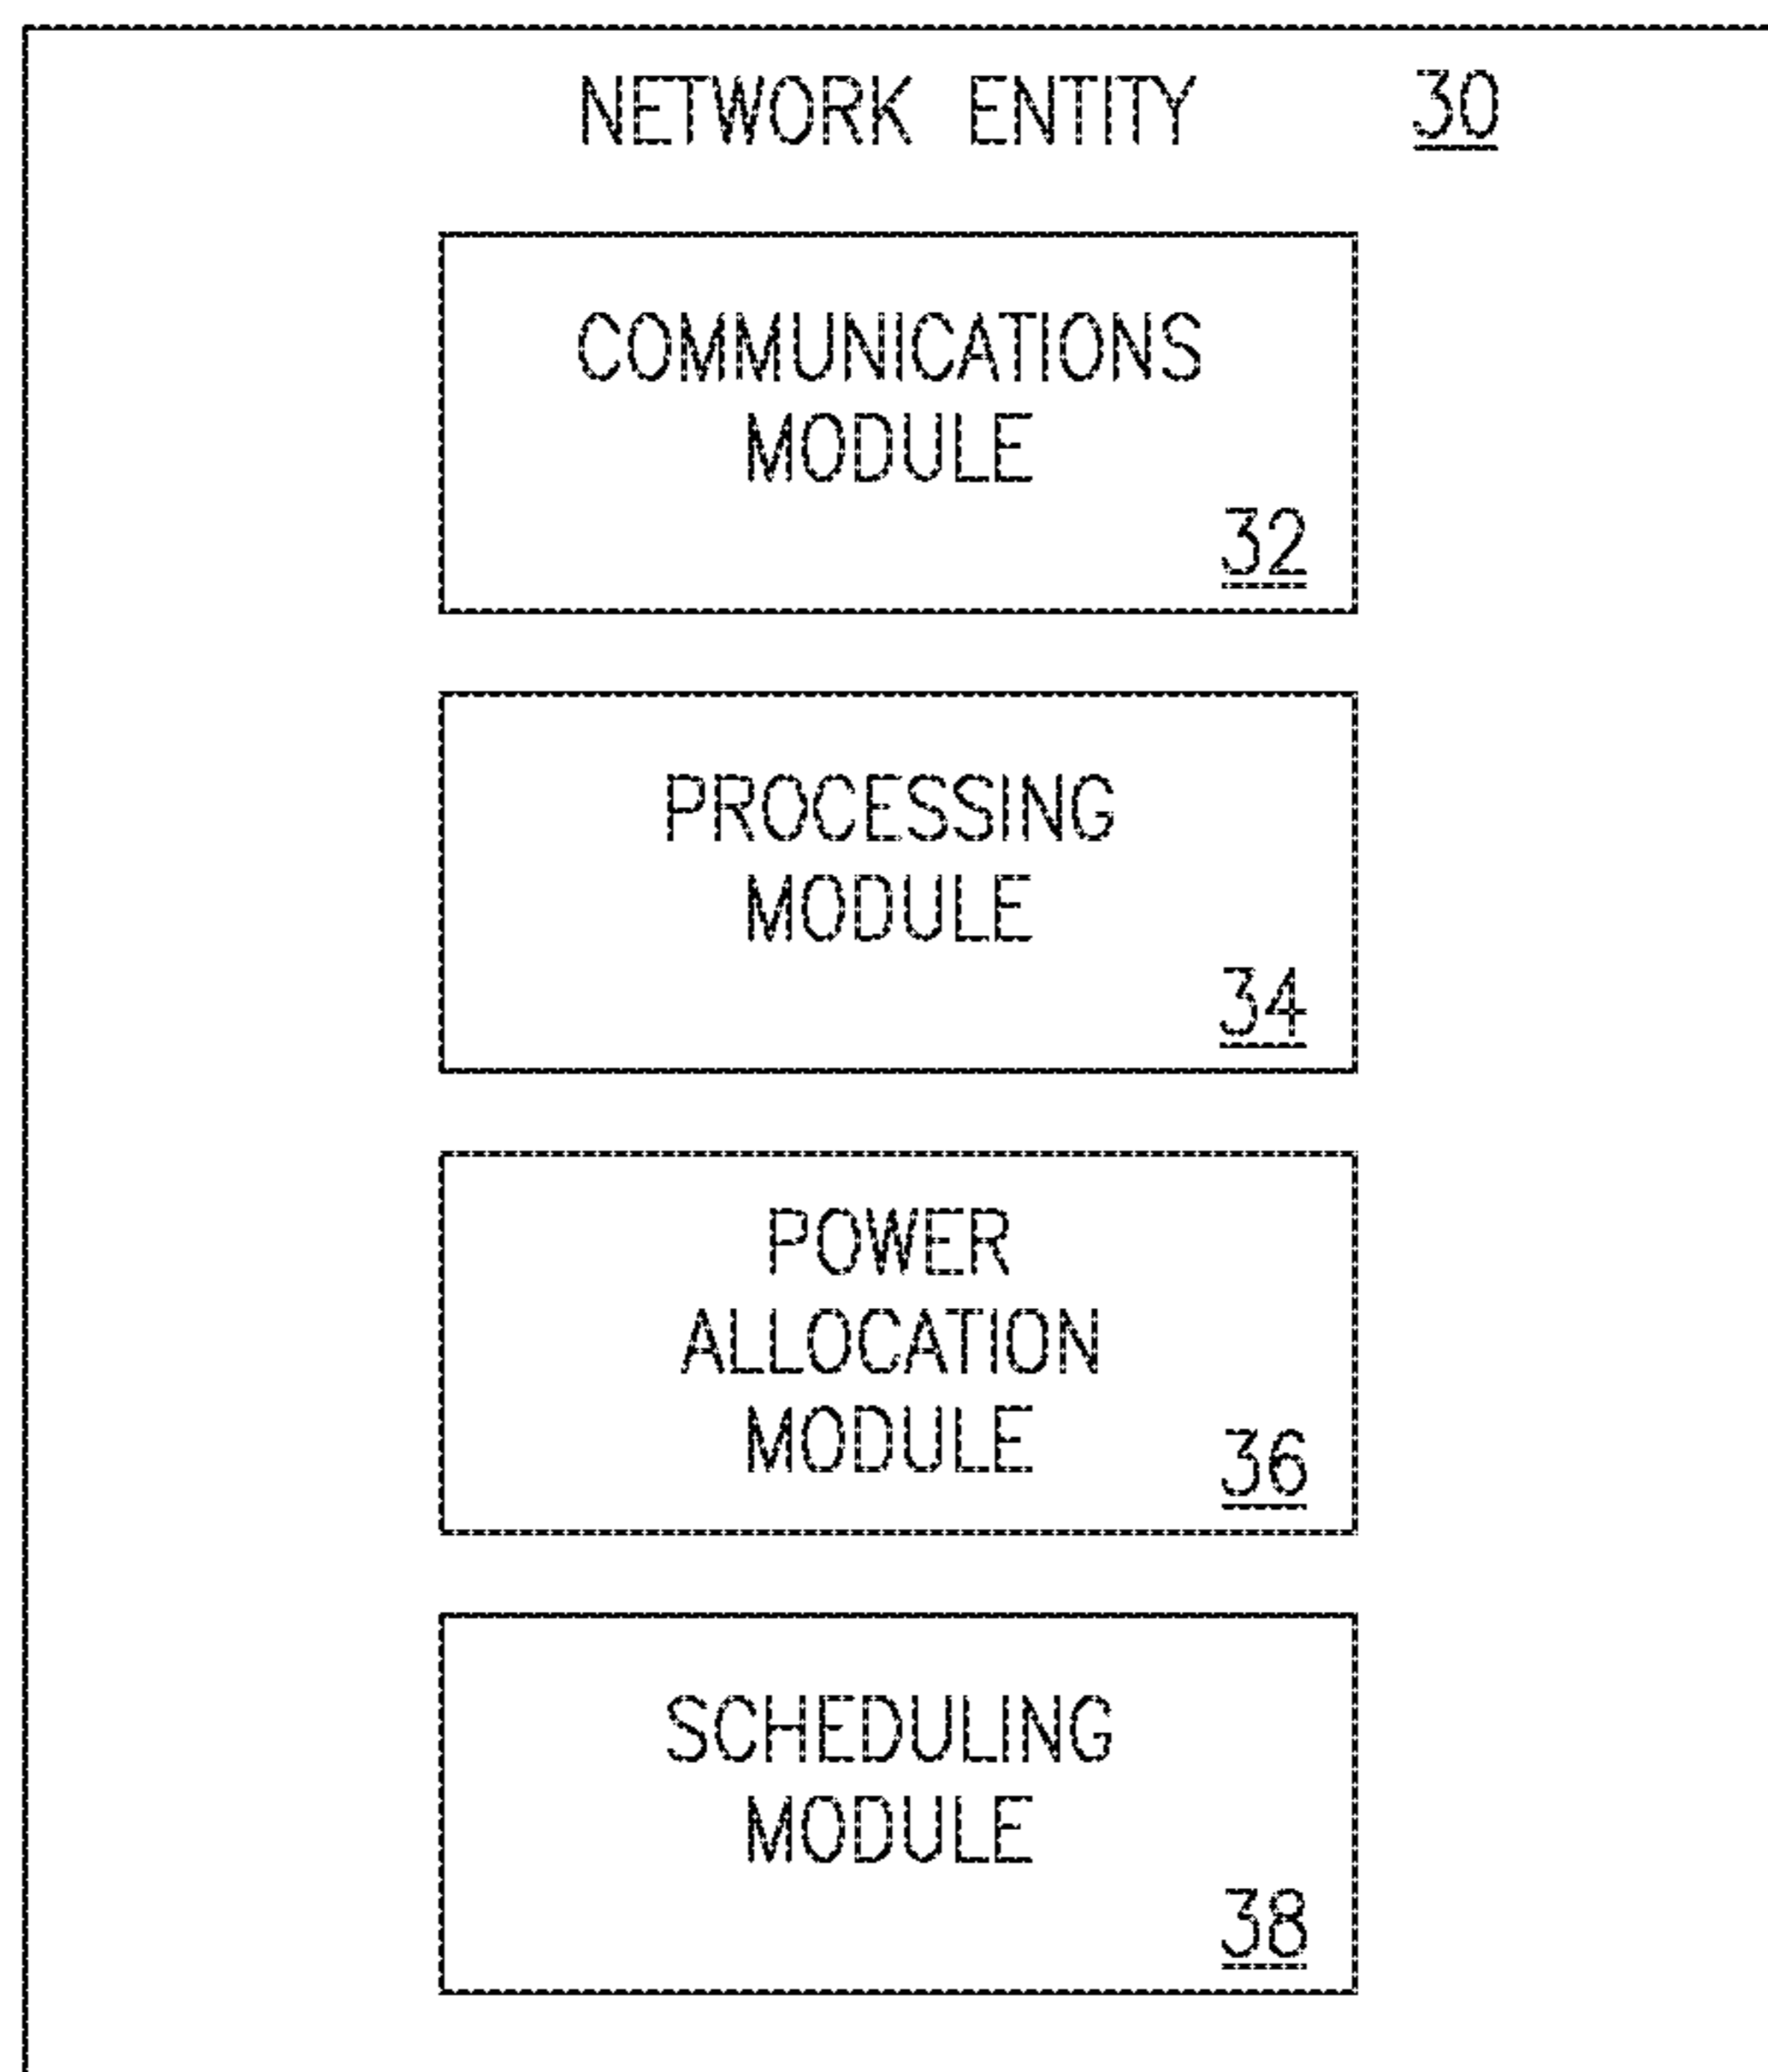 NETWORK ENTITY 30
COMMUNICATIONS
MODULE
32
PROCESSING
MODULE
34
POWER
ALLOCATION
MODULE
36
SCHEDULING
MODULE
38